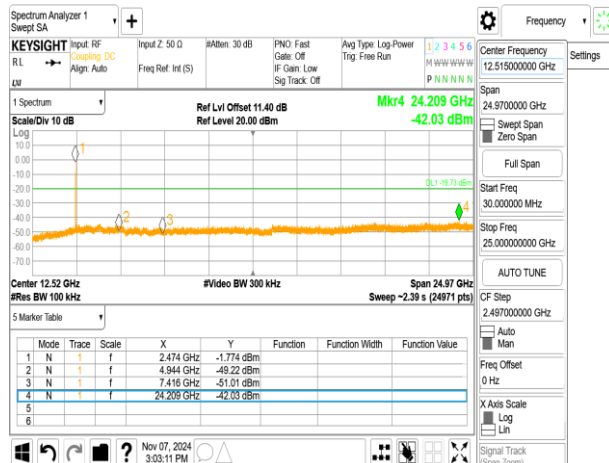 Spectrum Analyzer 1
Swept SA
Frequency
KEYSIGHT
RL
Input: RF
Coupling: DC
Align: Auto
Input Z: 50 Ω
Freq Ref: Int (S)
#Atten: 30 dB
PNO: Fast
Gate: Off
IF Gain: Low
Sig Track: Off
Avg Type: Log-Power
Trig: Free Run
1 2 3 4 5 6
M W W W W W
P N N N N N
1 Spectrum
Scale/Div 10 dB
Ref Lvl Offset 11.40 dB
Ref Level 20.00 dBm
Mkr4 24.209 GHz
-42.03 dBm
Log
10.0
0.00
-10.0
-20.0
-30.0
-40.0
-50.0
-60.0
-70.0
1
2
3
4
DL1 -19.73 dBm
Center 12.52 GHz
#Res BW 100 kHz
#Video BW 300 kHz
Span 24.97 GHz
Sweep ~2.39 s (24971 pts)
5 Marker Table
Mode Trace Scale X Y Function Function Width Function Value
1 N 1 f 2.474 GHz -1.774 dBm
2 N 1 f 4.944 GHz -49.22 dBm
3 N 1 f 7.416 GHz -51.01 dBm
4 N 1 f 24.209 GHz -42.03 dBm
5
6
Nov 07, 2024
3:03:11 PM
Center Frequency
12.515000000 GHz
Settings
Span
24.9700000 GHz
Swept Span
Zero Span
Full Span
Start Freq
30.000000 MHz
Stop Freq
25.000000000 GHz
AUTO TUNE
CF Step
2.497000000 GHz
Auto
Man
Freq Offset
0 Hz
X Axis Scale
Log
Lin
Signal Track
(Span Zoom)